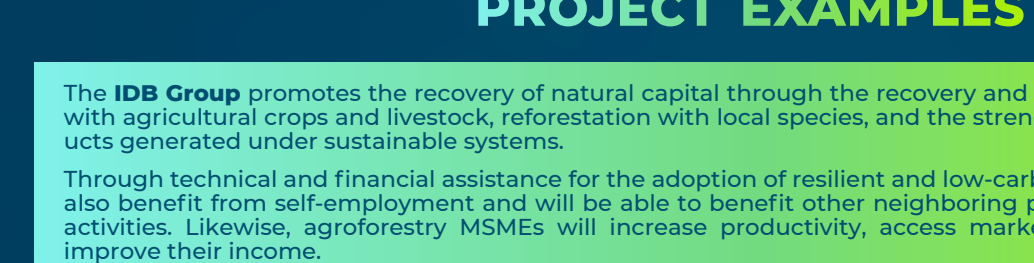 PROJECT EXAMPLES
The IDB Group promotes the recovery of natural capital through the recovery and
with agricultural crops and livestock, reforestation with local species, and the stren
ucts generated under sustainable systems.
Through technical and financial assistance for the adoption of resilient and low-carb
also benefit from self-employment and will be able to benefit other neighboring p
activities. Likewise, agroforestry MSMEs will increase productivity, access marke
improve their income.